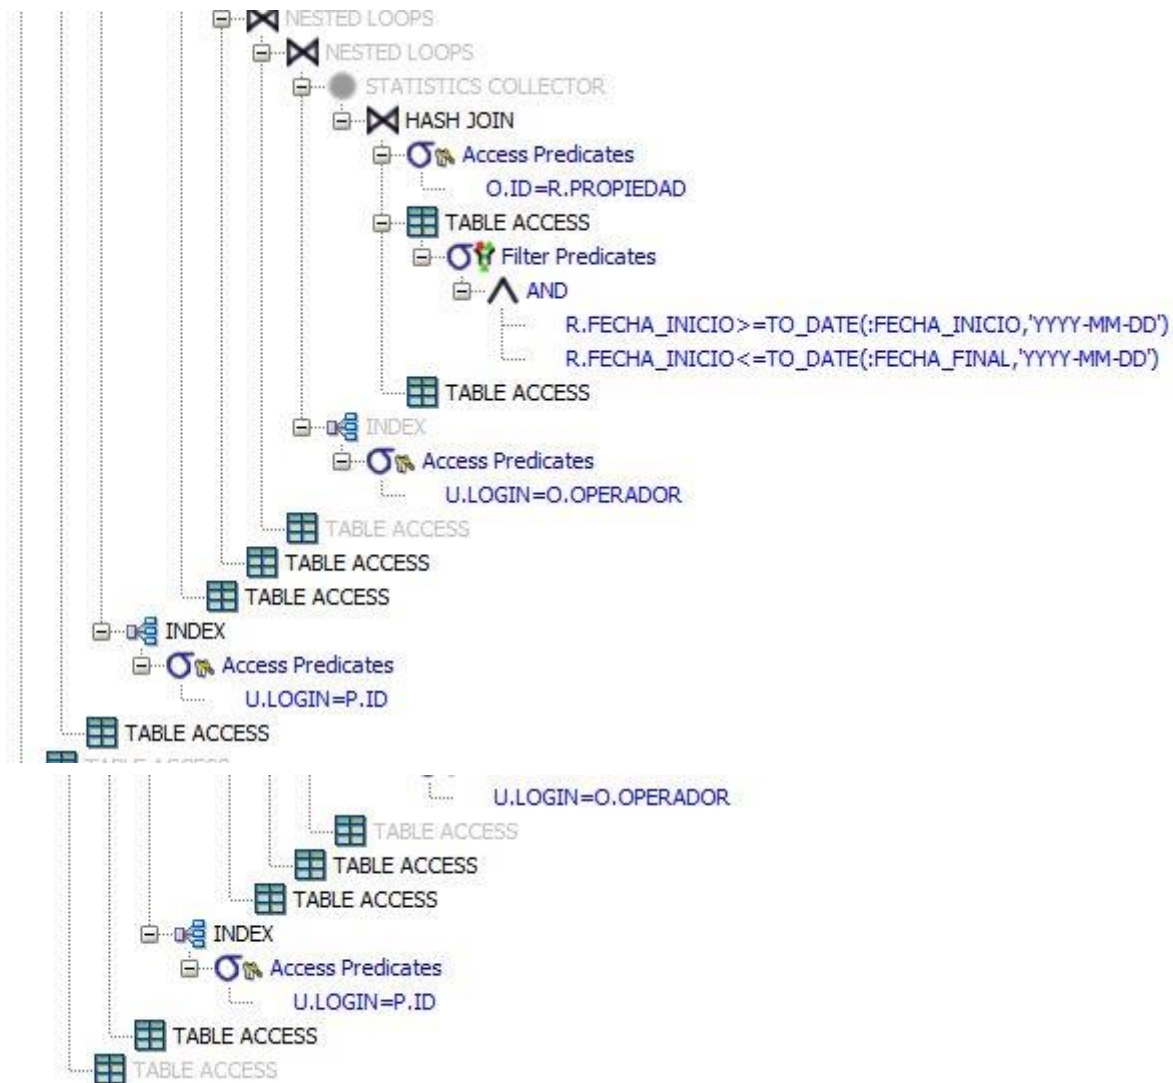 NESTED LOOPS
NESTED LOOPS
STATISTICS COLLECTOR
HASH JOIN
Access Predicates
O.ID=R.PROPIEDAD
TABLE ACCESS
Filter Predicates
AND
R.FECHA_INICIO>=TO_DATE(:FECHA_INICIO,'YYYY-MM-DD')
R.FECHA_INICIO<=TO_DATE(:FECHA_FINAL,'YYYY-MM-DD')
TABLE ACCESS
INDEX
Access Predicates
U.LOGIN=O.OPERADOR
TABLE ACCESS
TABLE ACCESS
TABLE ACCESS
INDEX
Access Predicates
U.LOGIN=P.ID
TABLE ACCESS
TABLE ACCESS
U.LOGIN=O.OPERADOR
TABLE ACCESS
TABLE ACCESS
TABLE ACCESS
INDEX
Access Predicates
U.LOGIN=P.ID
TABLE ACCESS
TABLE ACCESS